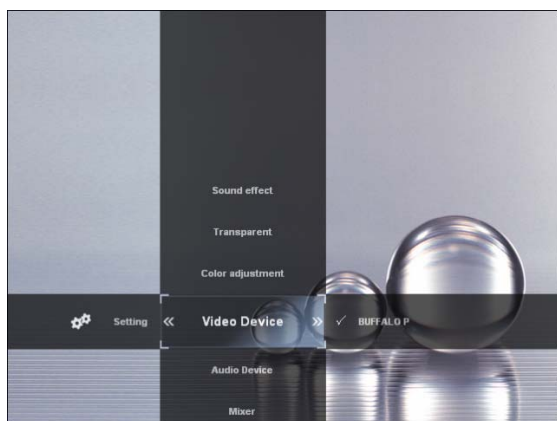 Sound effect
Transparent
Color adjustment
Setting « Video Device » ✓ BUFFALO P
Audio Device
Mixer